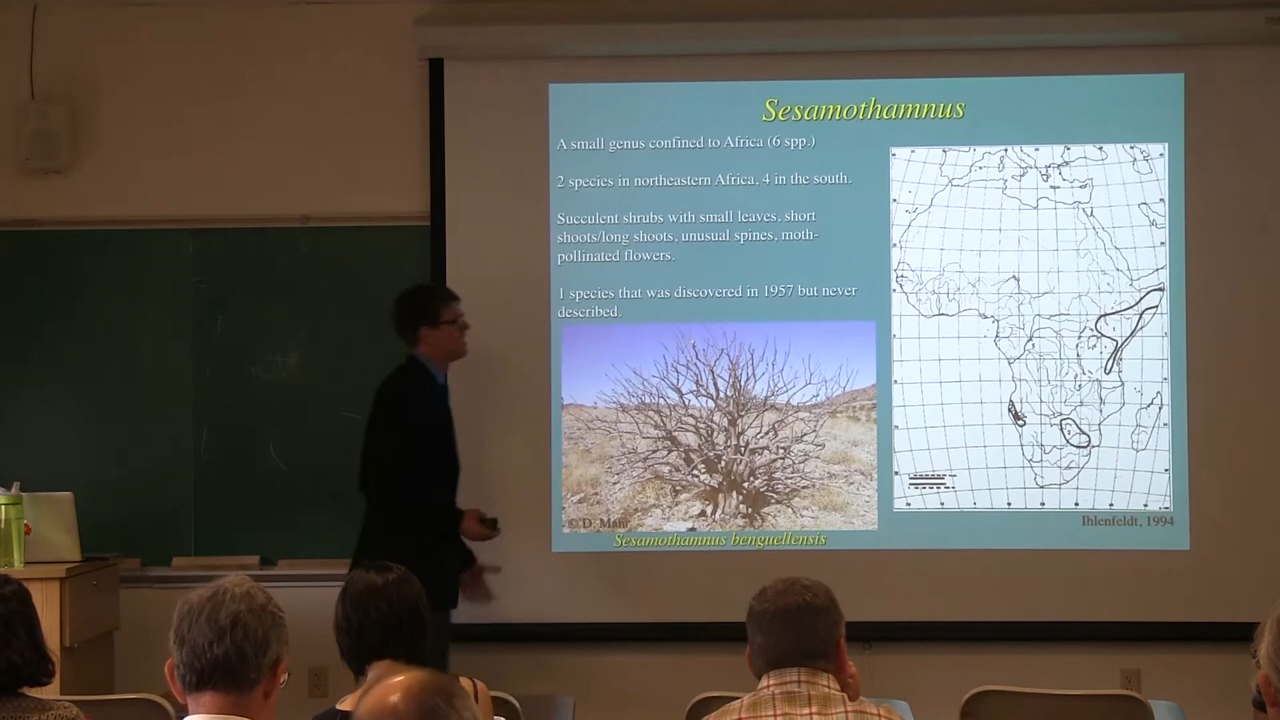 Sesamothamnus
A small genus confined to Africa (6 spp.)
2 species in northeastern Africa, 4 in the south.
Succulent shrubs with small leaves, short
shoots/long shoots, unusual spines, moth-
pollinated flowers.
1 species that was discovered in 1957 but never
described.
© D. Mahr
Sesamothamnus benguellensis
Ihlenfeldt, 1994